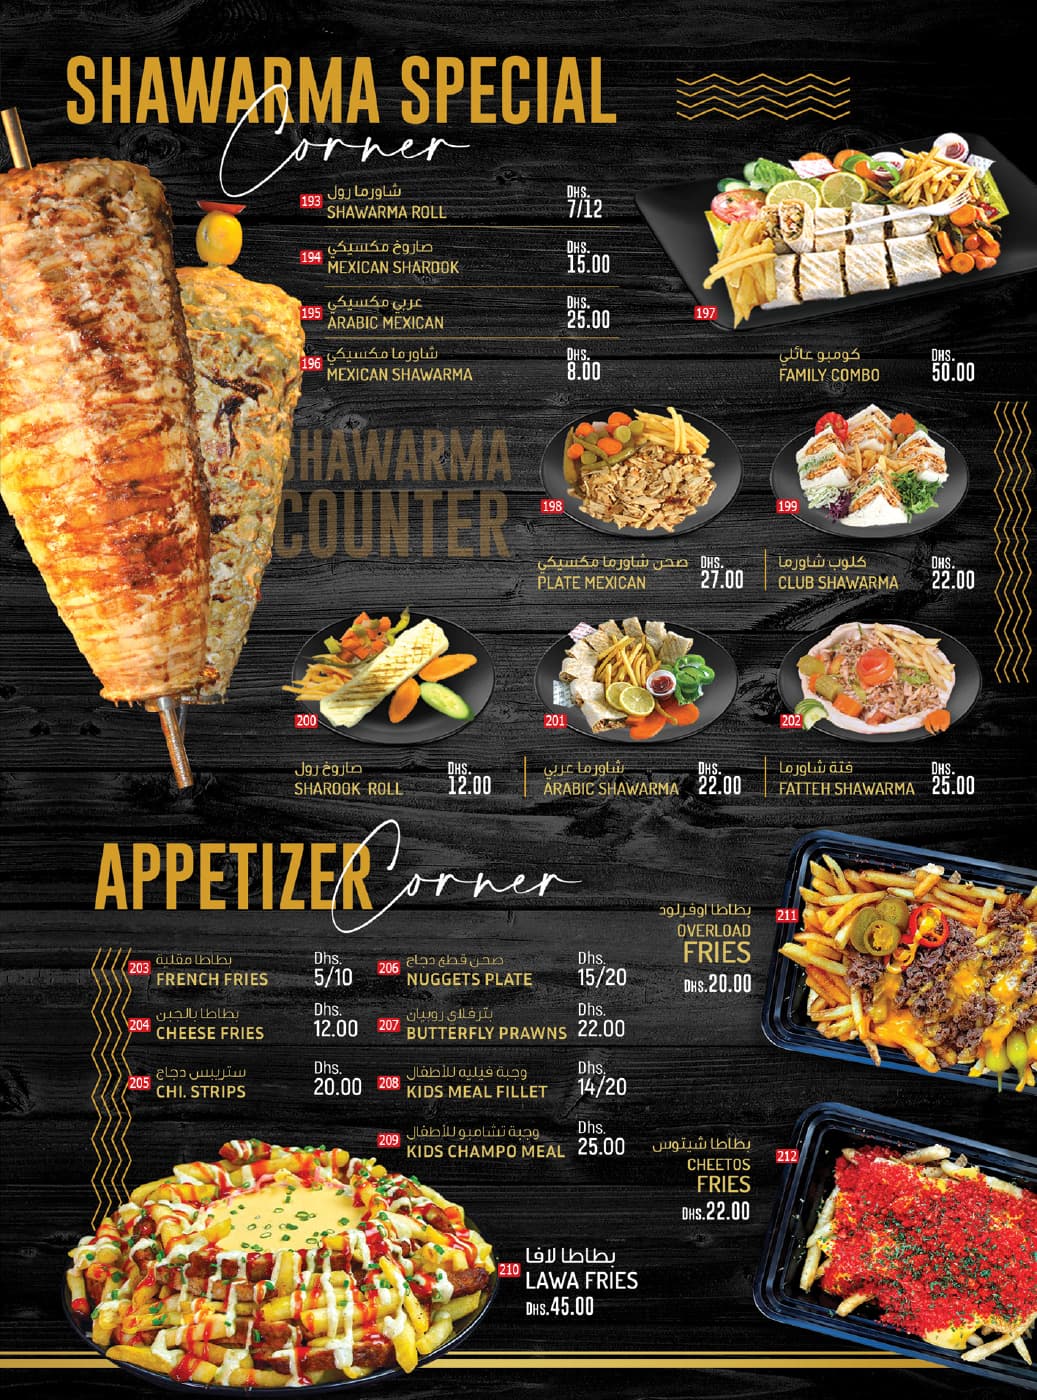 SHAWARMA SPECIAL
Corner
193
شاورما رول
SHAWARMA ROLL
DHS.
7/12
194
صاروخ مكسيكي
MEXICAN SHAROOK
DHS.
15.00
195
عربي مكسيكي
ARABIC MEXICAN
DHS.
25.00
196
شاورما مكسيكي
MEXICAN SHAWARMA
DHS.
8.00
197
كومبو عائلي
FAMILY COMBO
DHS.
50.00
SHAWARMA
COUNTER
198
صحن شاورما مكسيكي
PLATE MEXICAN
DHS.
27.00
199
كلوب شاورما
CLUB SHAWARMA
DHS.
22.00
200
صاروخ رول
SHAROOK ROLL
DHS.
12.00
201
شاورما عربي
ARABIC SHAWARMA
DHS.
22.00
202
فتة شاورما
FATTEH SHAWARMA
DHS.
25.00
APPETIZER
Corner
203
بطاطا مقلية
FRENCH FRIES
Dhs.
5/10
204
بطاطا بالجبن
CHEESE FRIES
Dhs.
12.00
205
ستريبس دجاج
CHI. STRIPS
Dhs.
20.00
206
صحن قطع دجاج
NUGGETS PLATE
Dhs.
15/20
207
بترفلاي روبيان
BUTTERFLY PRAWNS
Dhs.
22.00
208
وجبة فيليه للأطفال
KIDS MEAL FILLET
Dhs.
14/20
209
وجبة تشامبو للأطفال
KIDS CHAMPO MEAL
Dhs.
25.00
210
بطاطا لافا
LAWA FRIES
DHS.45.00
211
بطاطا اوفرلود
OVERLOAD
FRIES
DHS.20.00
212
بطاطا شيتوس
CHEETOS
FRIES
DHS.22.00